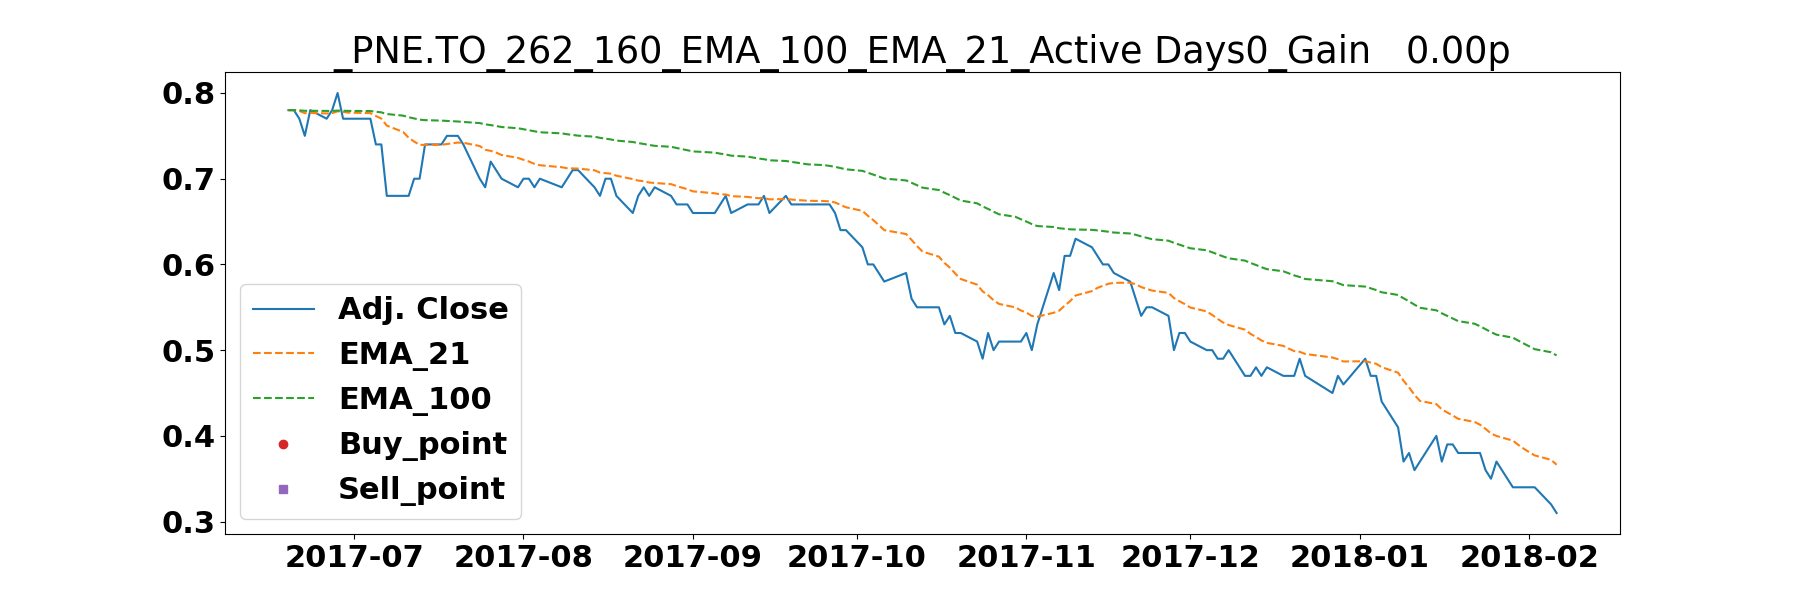 _PNE.TO_262_160_EMA_100_EMA_21_Active Days0_Gain   0.00p
0.8
0.7
0.6
0.5
0.4
0.3
Adj. Close
EMA_21
EMA_100
Buy_point
Sell_point
2017-07 2017-08 2017-09 2017-10 2017-11 2017-12 2018-01 2018-02